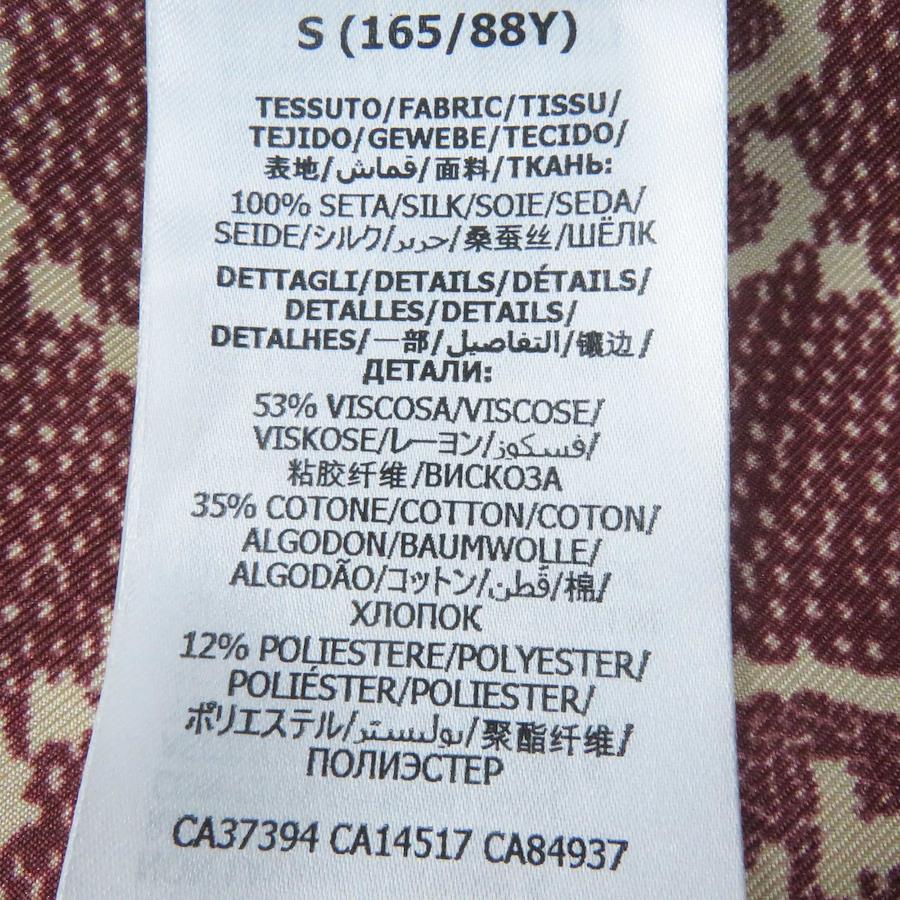 S (165/88Y)
TESSUTO/FABRIC/TISSU/
TEJIDO/GEWEBE/TECIDO/
表地/قماش/面料/ТКАНЬ:
100% SETA/SILK/SOIE/SEDA/
SEIDE/シルク/حرير/桑蚕丝/ШЁЛК
DETTAGLI/DETAILS/DÉTAILS/
DETALLES/DETAILS/
DETALHES/一部/التفاصيل/镶边/
ДЕТАЛИ:
53% VISCOSA/VISCOSE/
VISKOSE/レーヨン/فسكوز/
粘胶纤维/ВИСКОЗА
35% COTONE/COTTON/COTON/
ALGODON/BAUMWOLLE/
ALGODÃO/コットン/قطن/棉/
ХЛОПОК
12% POLIESTERE/POLYESTER/
POLIÉSTER/POLIESTER/
ポリエステル/بوليستر/聚酯纤维/
ПОЛИЭСТЕР
CA37394 CA14517 CA84937